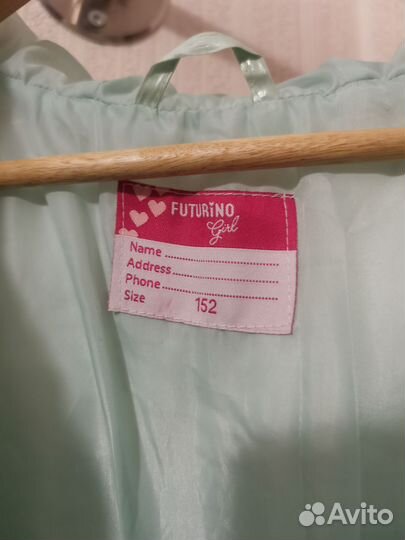 FUTURiNO
Girl
Name
Address
Phone
Size 152
Avito